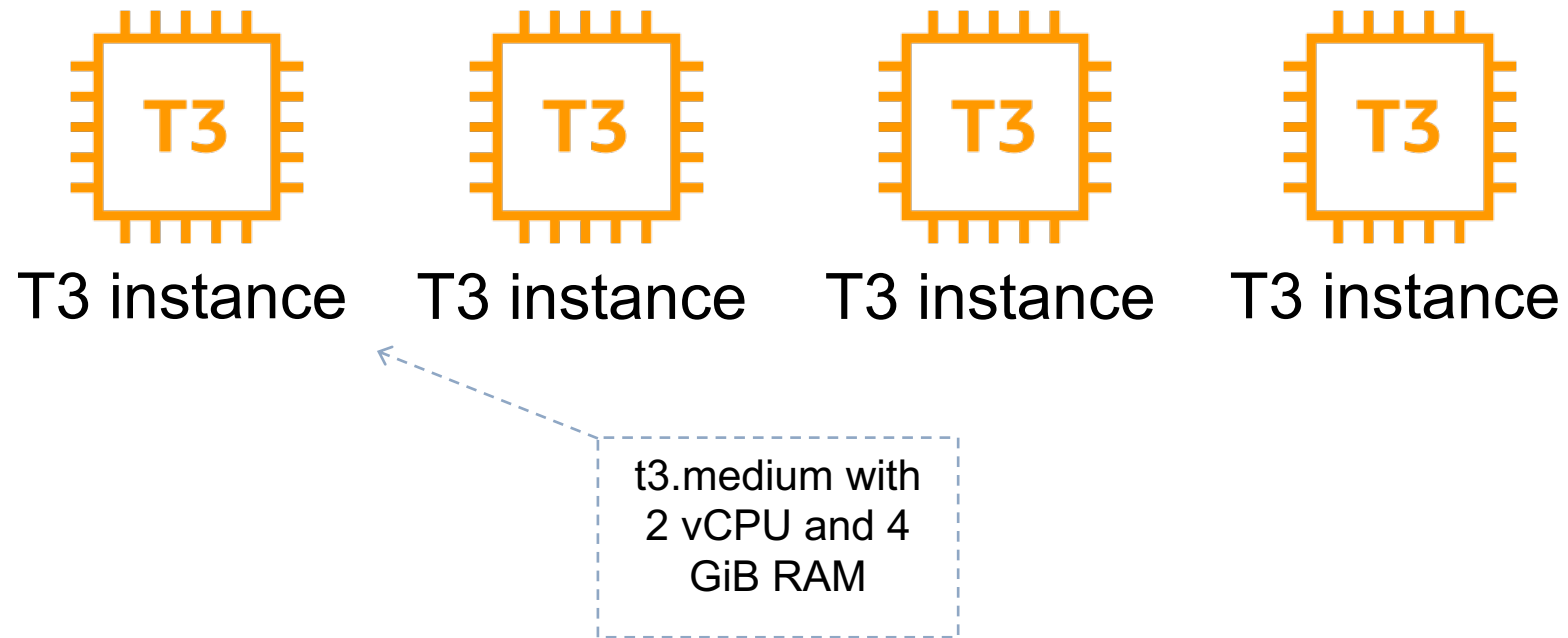 T3 T3 T3 T3
T3 instance T3 instance T3 instance T3 instance
t3.medium with
2 vCPU and 4
GiB RAM